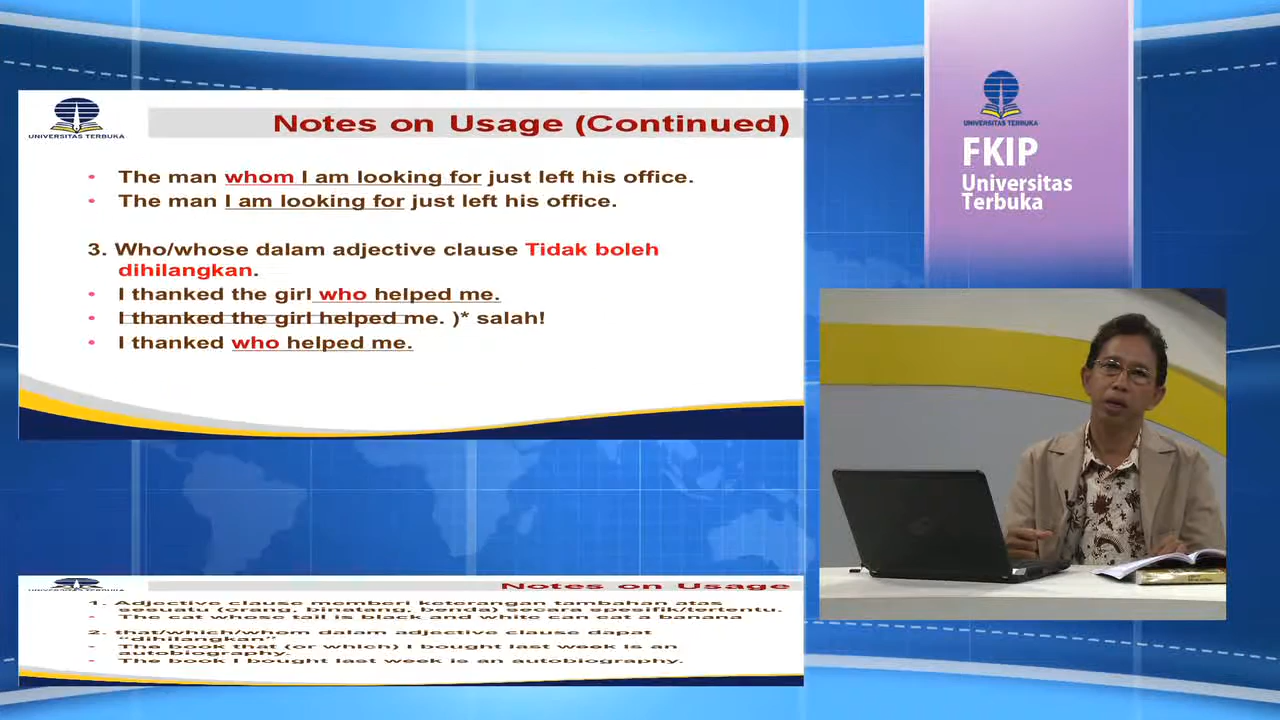 UNIVERSITAS TERBUKA
Notes on Usage (Continued)
• The man whom I am looking for just left his office.
• The man I am looking for just left his office.
3. Who/whose dalam adjective clause Tidak boleh
dihilangkan.
• I thanked the girl who helped me.
• I thanked the girl helped me. )* salah!
• I thanked who helped me.
UNIVERSITAS TERBUKA
FKIP
Universitas
Terbuka
UNIVERSITAS TERBUKA
Notes on Usage
1. Adjective clause memberi keterangan tambahan atas
sesuatu (orang, binatang, benda) secara spesifik/tertentu.
• The cat whose tail is black and white can eat a banana
2. that/which/whom dalam adjective clause dapat
“dihilangkan”
• The book that (or which) I bought last week is an
autobiography.
• The book I bought last week is an autobiography.